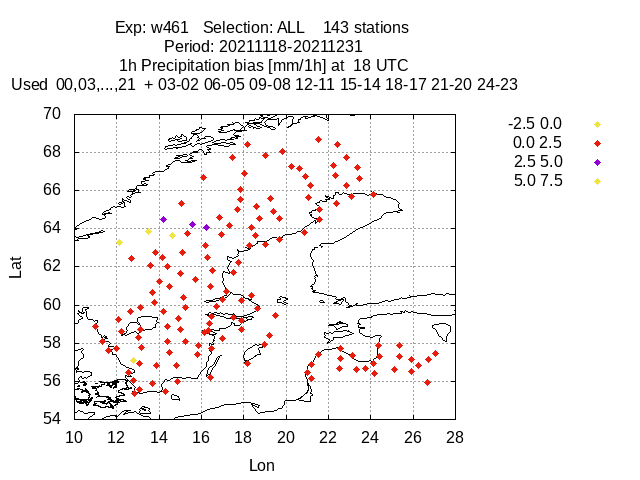 Exp: w461 Selection: ALL 143 stations
Period: 20211118-20211231
1h Precipitation bias [mm/1h] at 18 UTC
Used 00,03,...,21 + 03-02 06-05 09-08 12-11 15-14 18-17 21-20 24-23
-2.5 0.0
0.0 2.5
2.5 5.0
5.0 7.5
70
68
66
64
62
60
58
56
54
Lat
10 12 14 16 18 20 22 24 26 28
Lon